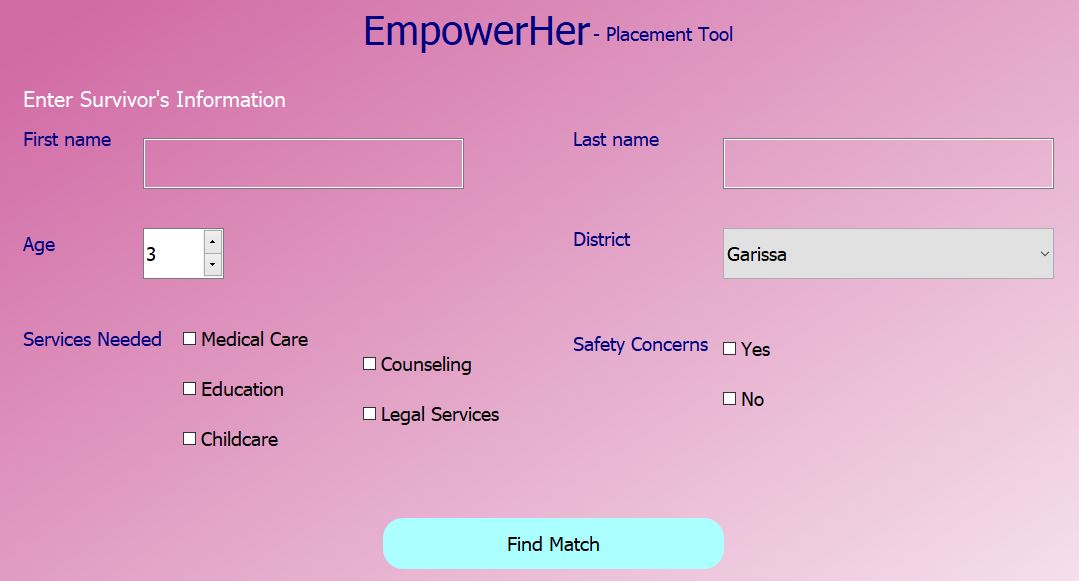 EmpowerHer - Placement Tool
Enter Survivor's Information
First name
Last name
Age
3
District
Garissa
Services Needed
Medical Care
Counseling
Education
Legal Services
Childcare
Safety Concerns
Yes
No
Find Match